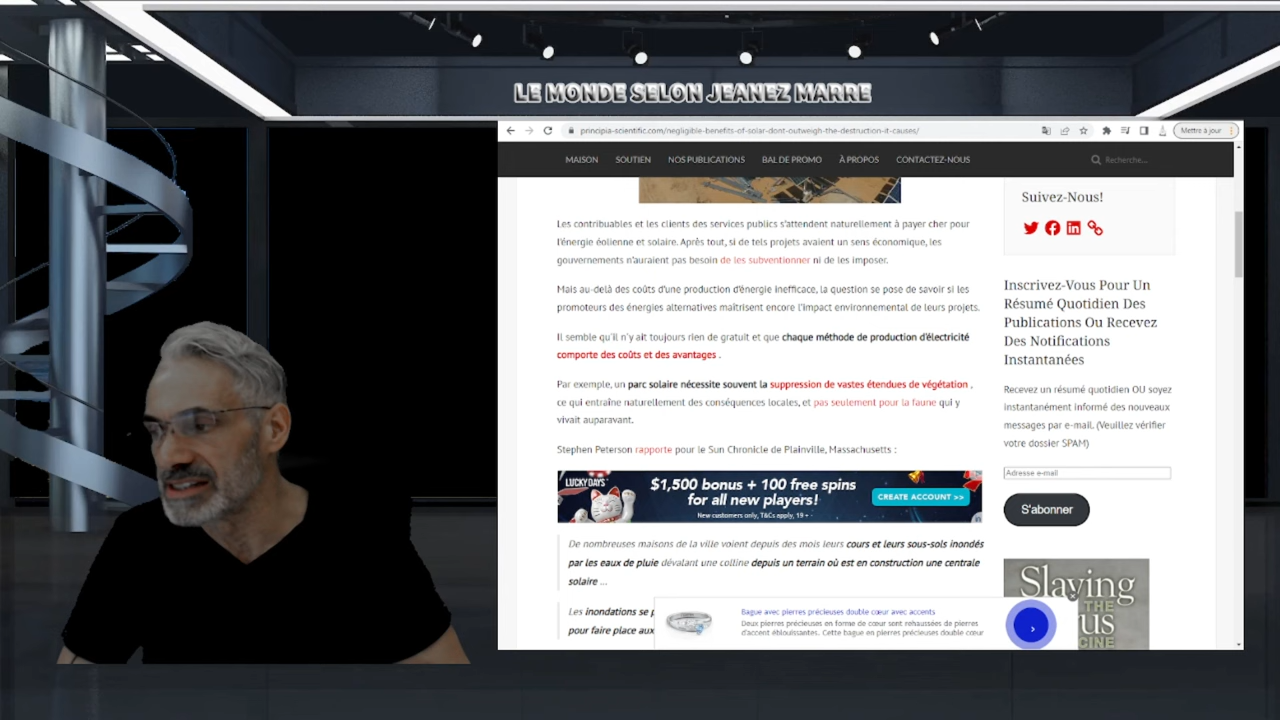 LE MONDE SELON JEANEZ MARRE
principia-scientific.com/negligible-benefits-of-solar-dont-outweigh-the-destruction-it-causes/
Mettre à jour
MAISON SOUTIEN NOS PUBLICATIONS BAL DE PROMO À PROPOS CONTACTEZ-NOUS
Recherche...
Les contribuables et les clients des services publics s'attendent naturellement à payer cher pour
l'énergie éolienne et solaire. Après tout, si de tels projets avaient un sens économique, les
gouvernements n'auraient pas besoin de les subventionner ni de les imposer.
Mais au-delà des coûts d'une production d'énergie inefficace, la question se pose de savoir si les
promoteurs des énergies alternatives maîtrisent encore l'impact environnemental de leurs projets.
Il semble qu'il n'y ait toujours rien de gratuit et que chaque méthode de production d'électricité
comporte des coûts et des avantages .
Par exemple, un parc solaire nécessite souvent la suppression de vastes étendues de végétation ,
ce qui entraîne naturellement des conséquences locales, et pas seulement pour la faune qui y
vivait auparavant.
Stephen Peterson rapporte pour le Sun Chronicle de Plainville, Massachusetts :
LUCKY DAYS
$1,500 bonus + 100 free spins
for all new players!
New customers only, T&Cs apply, 19 +
CREATE ACCOUNT >>
De nombreuses maisons de la ville voient depuis des mois leurs cours et leurs sous-sols inondés
par les eaux de pluie dévalant une colline depuis un terrain où est en construction une centrale
solaire ...
Les inondations se p
pour faire place aux
Bague avec pierres précieuses double cœur avec accents
Deux pierres précieuses en forme de cœur sont rehaussées de pierres
d'accent éblouissantes. Cette bague en pierres précieuses double cœur
Suivez-Nous!
Inscrivez-Vous Pour Un
Résumé Quotidien Des
Publications Ou Recevez
Des Notifications
Instantanées
Recevez un résumé quotidien OU soyez
instantanément informé des nouveaux
messages par e-mail. (Veuillez vérifier
votre dossier SPAM)
Adresse e-mail
S'abonner
Slaying
THE
us
CINE